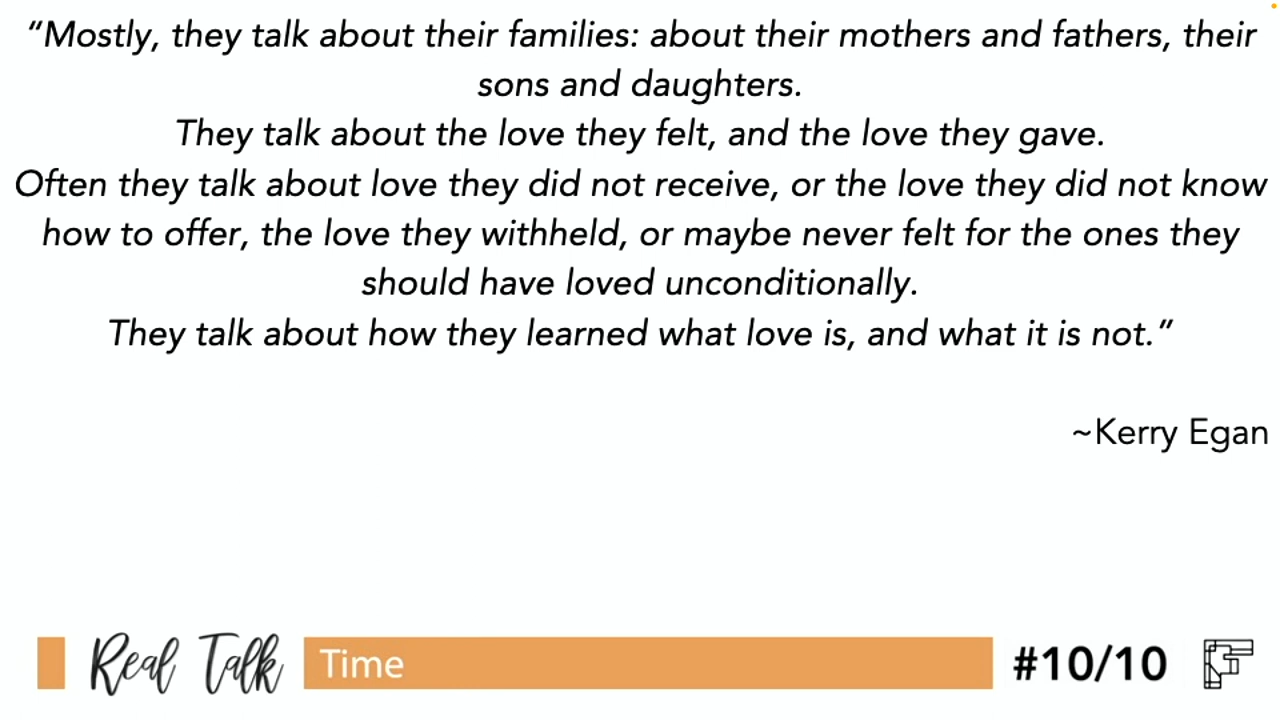 “Mostly, they talk about their families: about their mothers and fathers, their
sons and daughters.
They talk about the love they felt, and the love they gave.
Often they talk about love they did not receive, or the love they did not know
how to offer, the love they withheld, or maybe never felt for the ones they
should have loved unconditionally.
They talk about how they learned what love is, and what it is not.”
~Kerry Egan
Real Talk Time #10/10